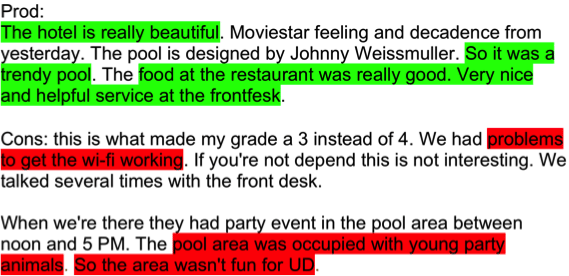 Prod:
The hotel is really beautiful. Moviestar feeling and decadence from
yesterday. The pool is designed by Johnny Weissmuller. So it was a
trendy pool. The food at the restaurant was really good. Very nice
and helpful service at the frontfesk.
Cons: this is what made my grade a 3 instead of 4. We had problems
to get the wi-fi working. If you're not depend this is not interesting. We
talked several times with the front desk.
When we're there they had party event in the pool area between
noon and 5 PM. The pool area was occupied with young party
animals. So the area wasn't fun for UD.